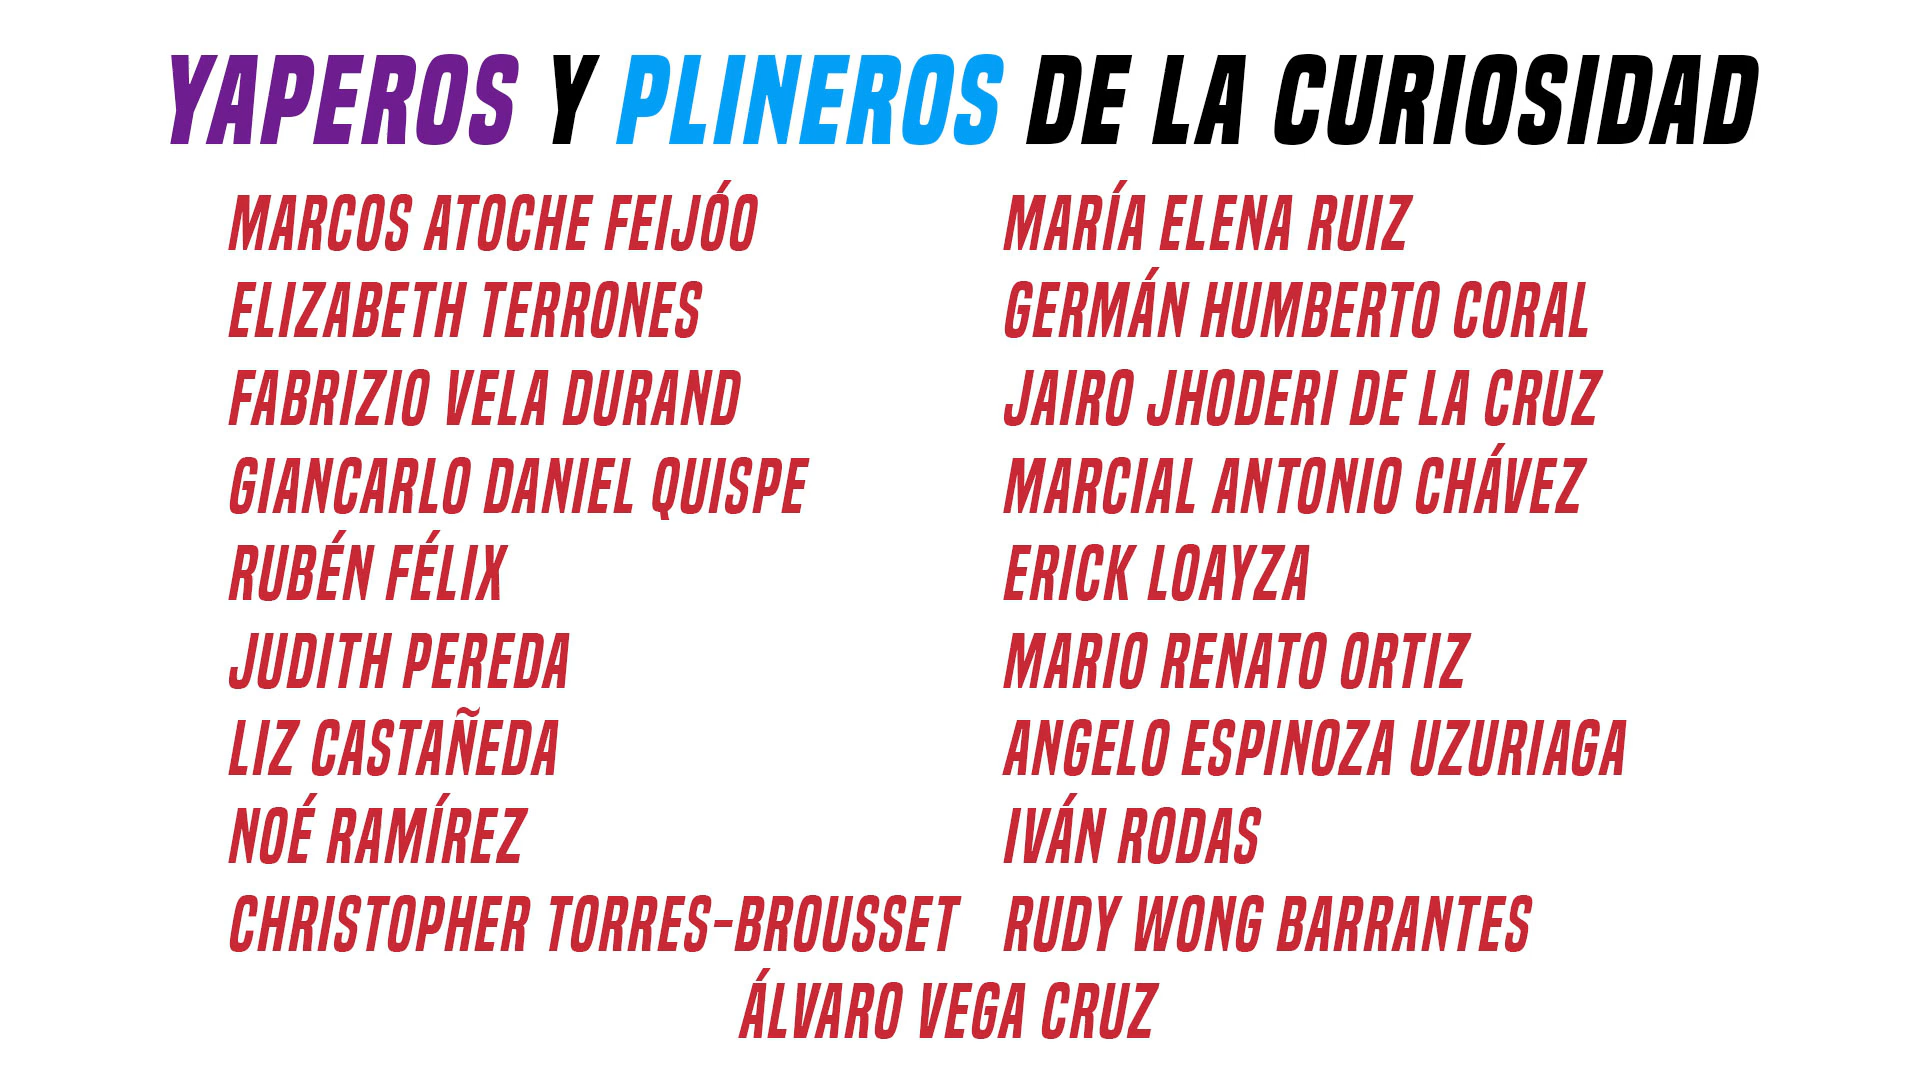 YAPEROS Y PLINEROS DE LA CURIOSIDAD
MARCOS ATOCHE FEIJÓO
ELIZABETH TERRONES
FABRIZIO VELA DURAND
GIANCARLO DANIEL QUISPE
RUBÉN FÉLIX
JUDITH PEREDA
LIZ CASTAÑEDA
NOÉ RAMÍREZ
CHRISTOPHER TORRES-BROUSSET
MARÍA ELENA RUIZ
GERMÁN HUMBERTO CORAL
JAIRO JHODERI DE LA CRUZ
MARCIAL ANTONIO CHÁVEZ
ERICK LOAYZA
MARIO RENATO ORTIZ
ANGELO ESPINOZA UZURIAGA
IVÁN RODAS
RUDY WONG BARRANTES
ÁLVARO VEGA CRUZ